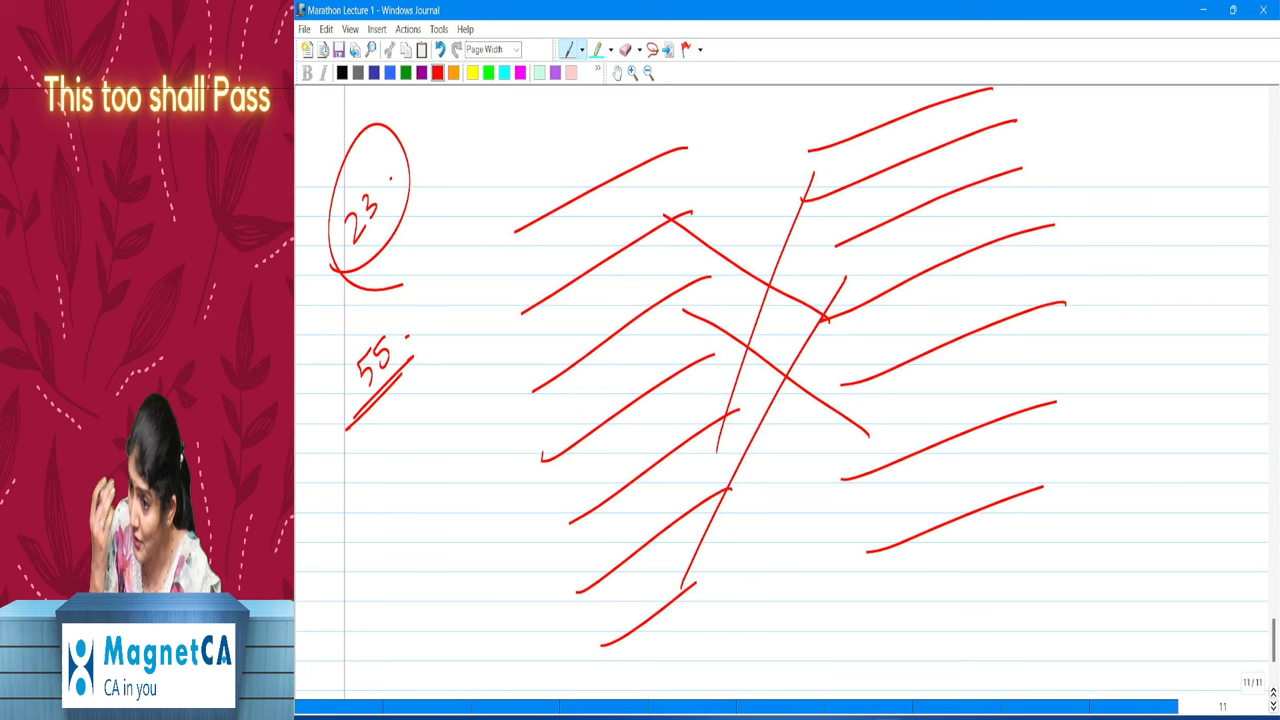 This too shall Pass
Marathon Lecture 1 - Windows Journal
File Edit View Insert Actions Tools Help
Page Width
B I
23.
55.
MagnetCA
CA in you
11/11
11